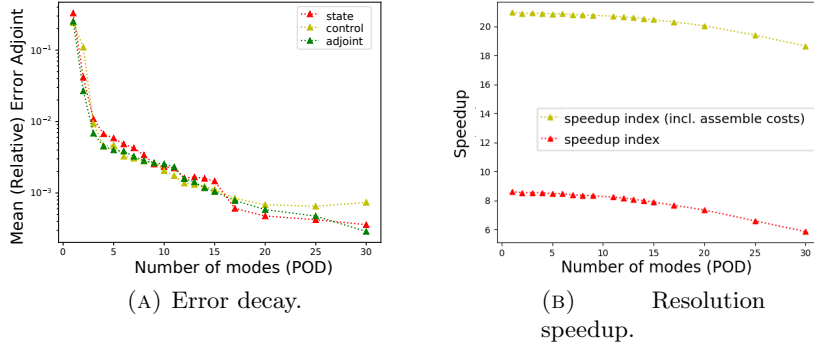 Mean (Relative) Error Adjoint
10⁻¹
10⁻²
10⁻³
state
control
adjoint
0 5 10 15 20 25 30
Number of modes (POD)
(A) Error decay.
Speedup
20
18
16
14
12
10
8
6
speedup index (incl. assemble costs)
speedup index
0 5 10 15 20 25 30
Number of modes (POD)
(B) Resolution
speedup.